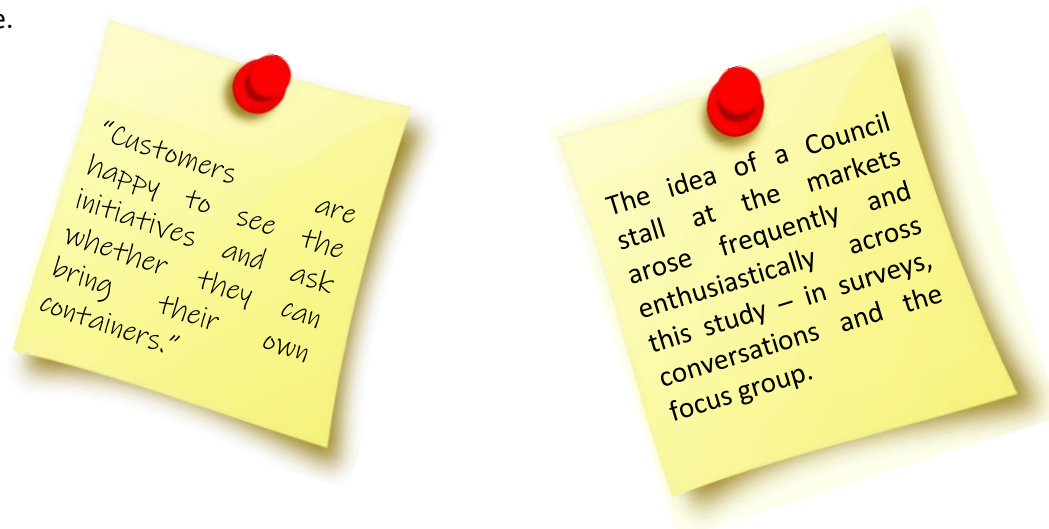 e.
“Customers are
happy to see the
initiatives and ask
whether they can
bring their own
containers.”
The idea of a Council
stall at the markets
arose frequently and
enthusiastically across
this study – in surveys,
conversations and the
focus group.